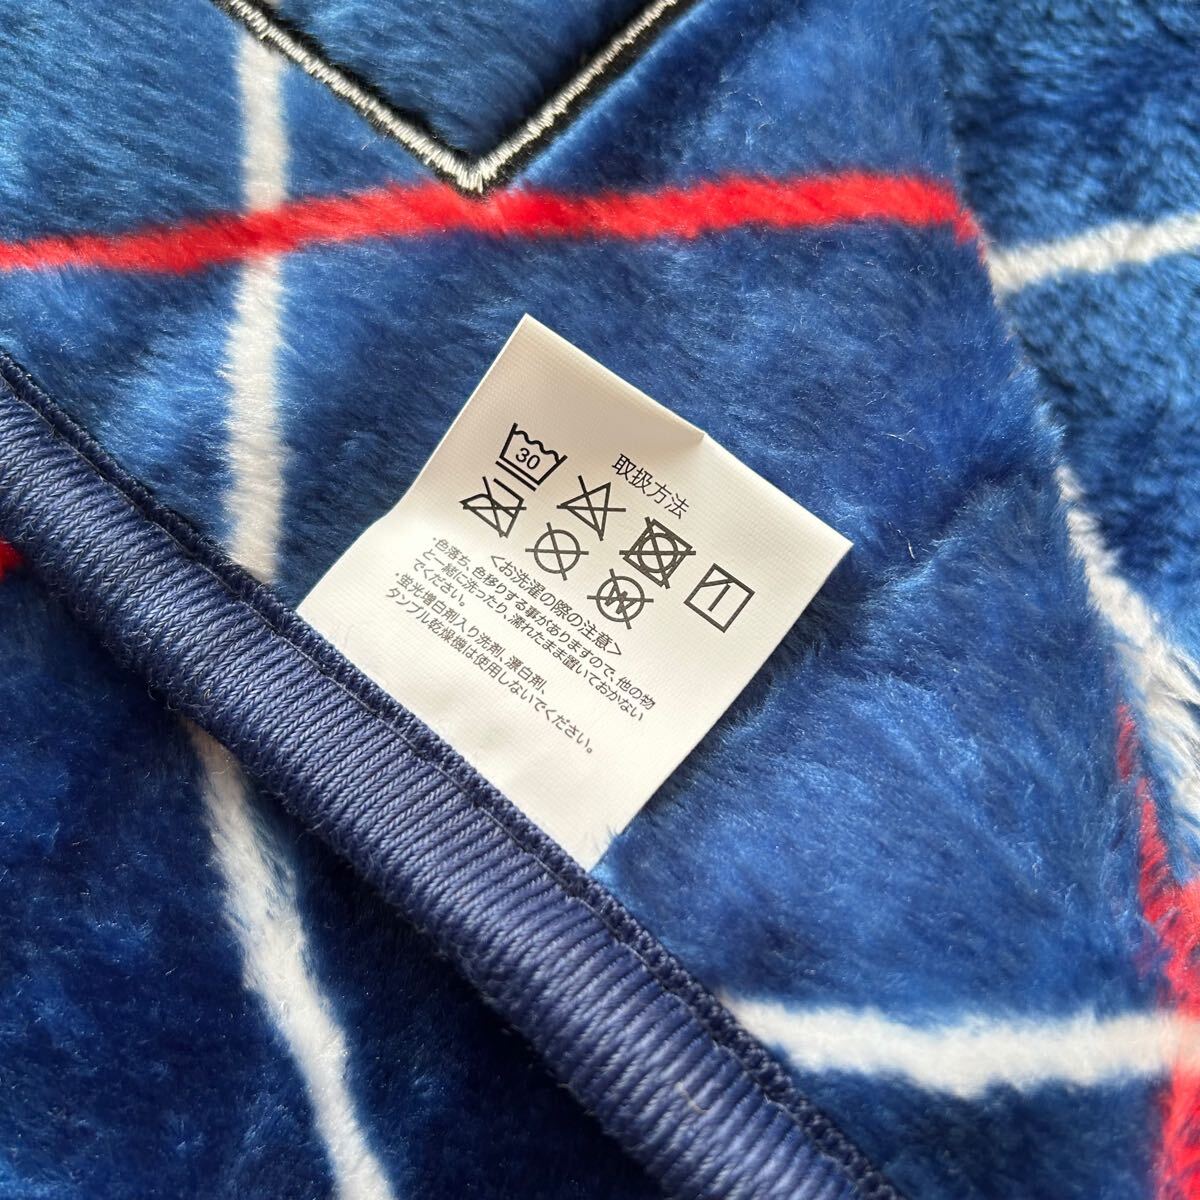 取扱方法
30
W
<お洗濯の際の注意>
・色落ち、色移りする事がありますので、他の物
と一緒に洗ったり、濡れたまま置いておかない
でください。
・蛍光増白剤入り洗剤、漂白剤、
タンブル乾燥機は使用しないでください。